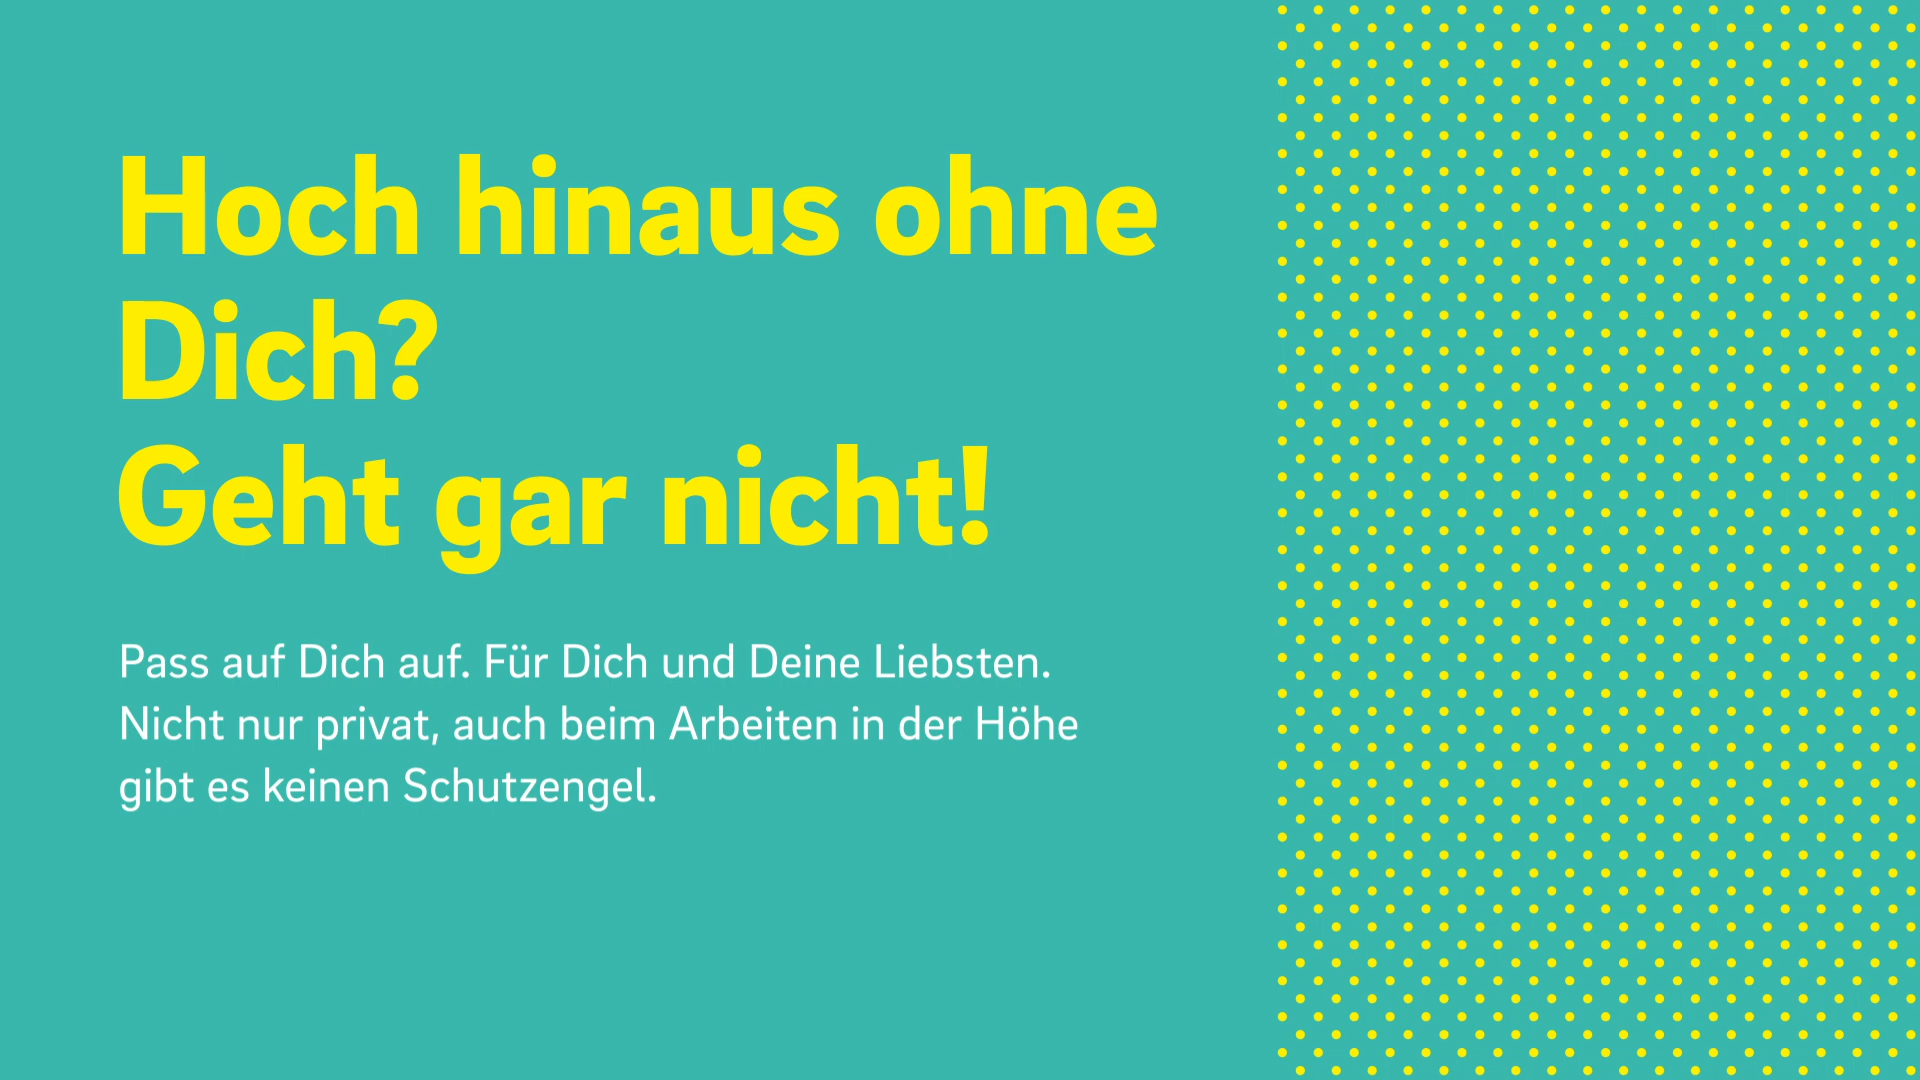 Hoch hinaus ohne
Dich?
Geht gar nicht!
Pass auf Dich auf. Für Dich und Deine Liebsten.
Nicht nur privat, auch beim Arbeiten in der Höhe
gibt es keinen Schutzengel.